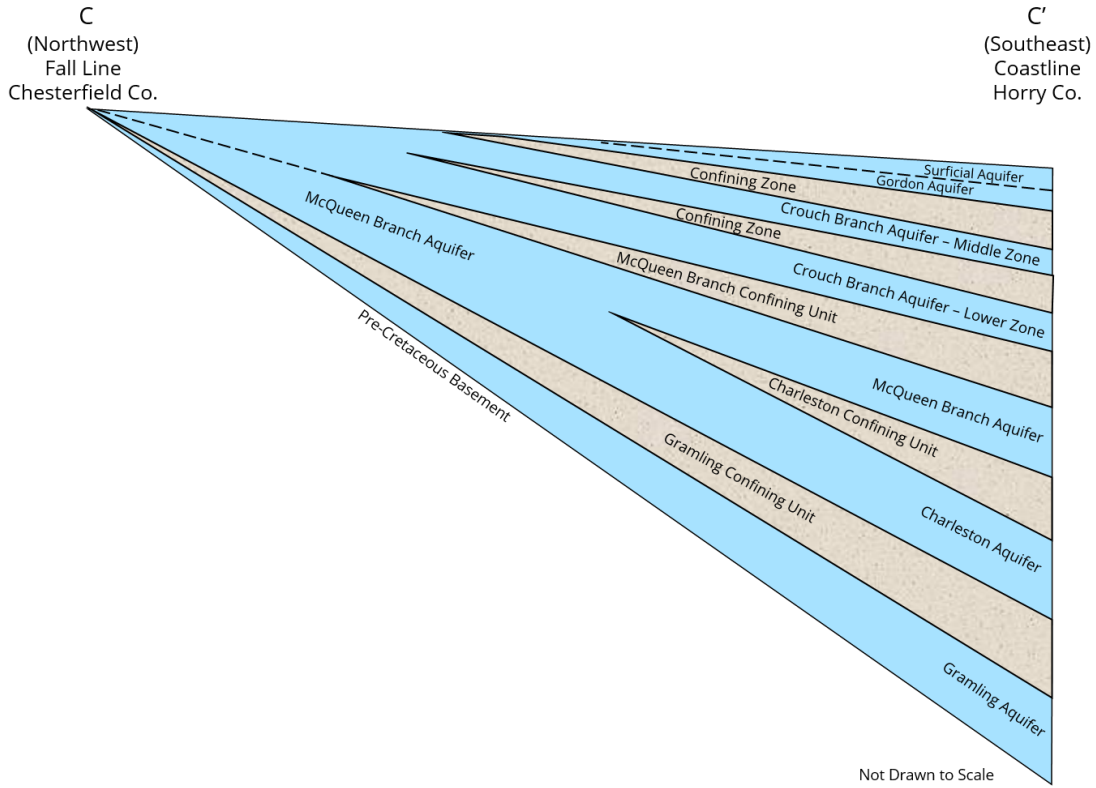 C
(Northwest)
Fall Line
Chesterfield Co.
C’
(Southeast)
Coastline
Horry Co.
Surficial Aquifer
Gordon Aquifer
Confining Zone
Crouch Branch Aquifer – Middle Zone
Confining Zone
Crouch Branch Aquifer – Lower Zone
McQueen Branch Confining Unit
McQueen Branch Aquifer
McQueen Branch Aquifer
Charleston Confining Unit
Charleston Aquifer
Gramling Confining Unit
Gramling Aquifer
Pre-Cretaceous Basement
Not Drawn to Scale